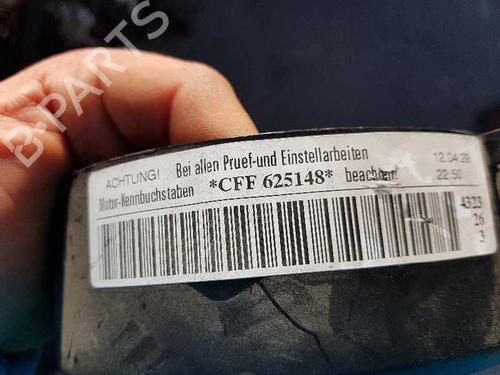 B-PARTS
ACHTUNG! Bei allen Pruef-und Einstellarbeiten 12.04.29
Motor-Kennbuchstaben *CFF 625148* beachten! 22:50
4323
26
3